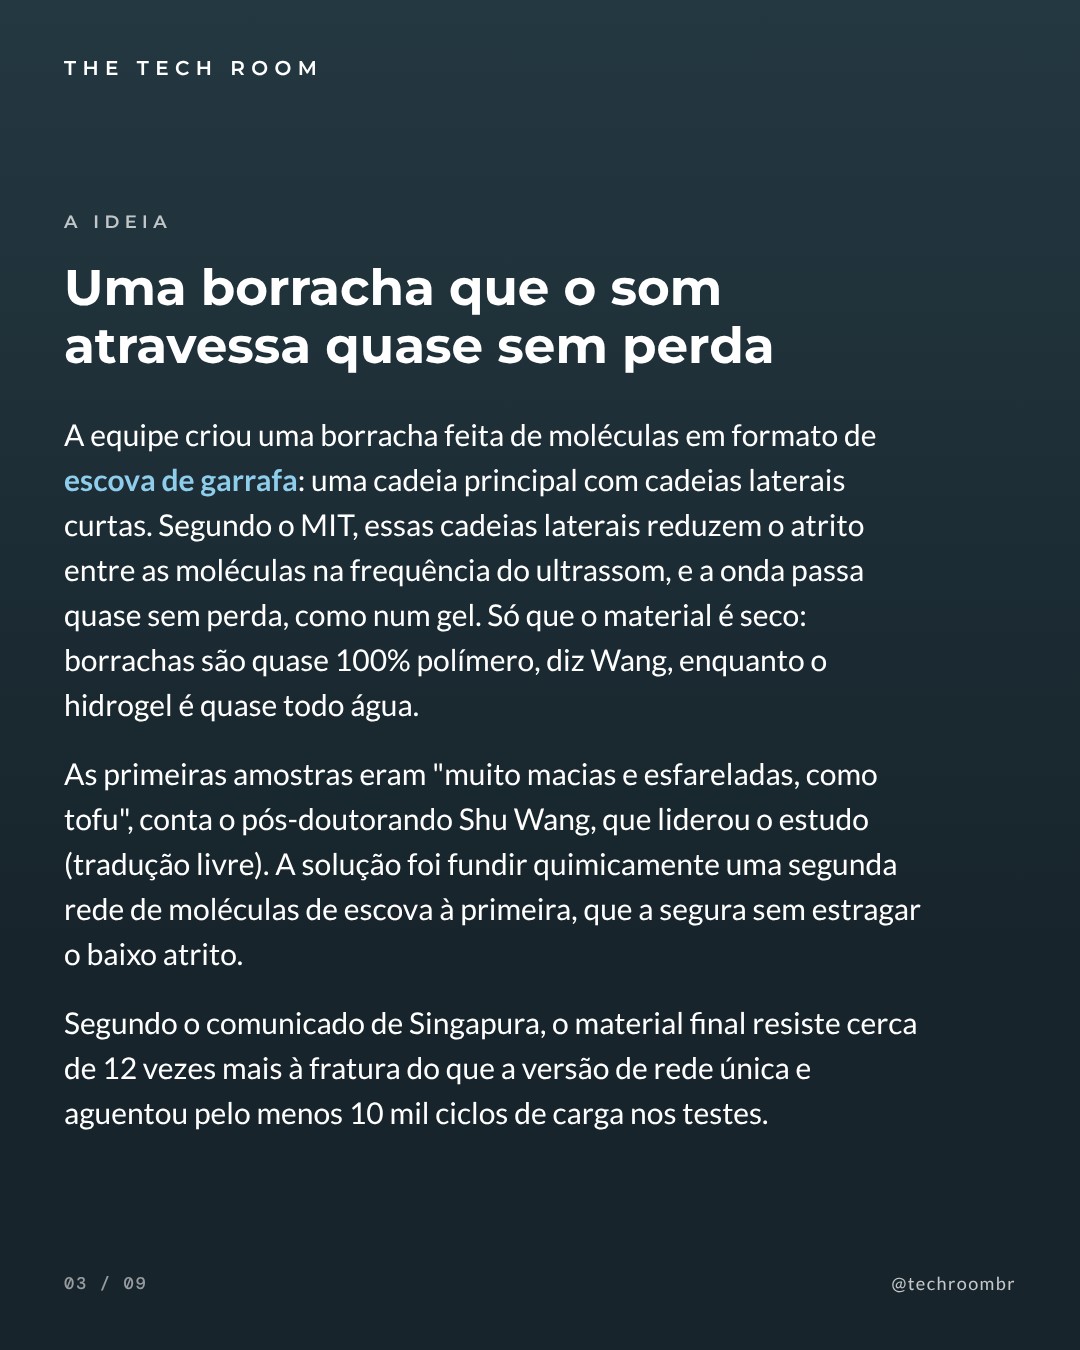 THE TECH ROOM
A IDEIA
Uma borracha que o som
atravessa quase sem perda
A equipe criou uma borracha feita de moléculas em formato de
escova de garrafa: uma cadeia principal com cadeias laterais
curtas. Segundo o MIT, essas cadeias laterais reduzem o atrito
entre as moléculas na frequência do ultrassom, e a onda passa
quase sem perda, como num gel. Só que o material é seco:
borrachas são quase 100% polímero, diz Wang, enquanto o
hidrogel é quase todo água.
As primeiras amostras eram "muito macias e esfareladas, como
tofu", conta o pós-doutorando Shu Wang, que liderou o estudo
(tradução livre). A solução foi fundir quimicamente uma segunda
rede de moléculas de escova à primeira, que a segura sem estragar
o baixo atrito.
Segundo o comunicado de Singapura, o material final resiste cerca
de 12 vezes mais à fratura do que a versão de rede única e
aguentou pelo menos 10 mil ciclos de carga nos testes.
03 / 09
@techroombr